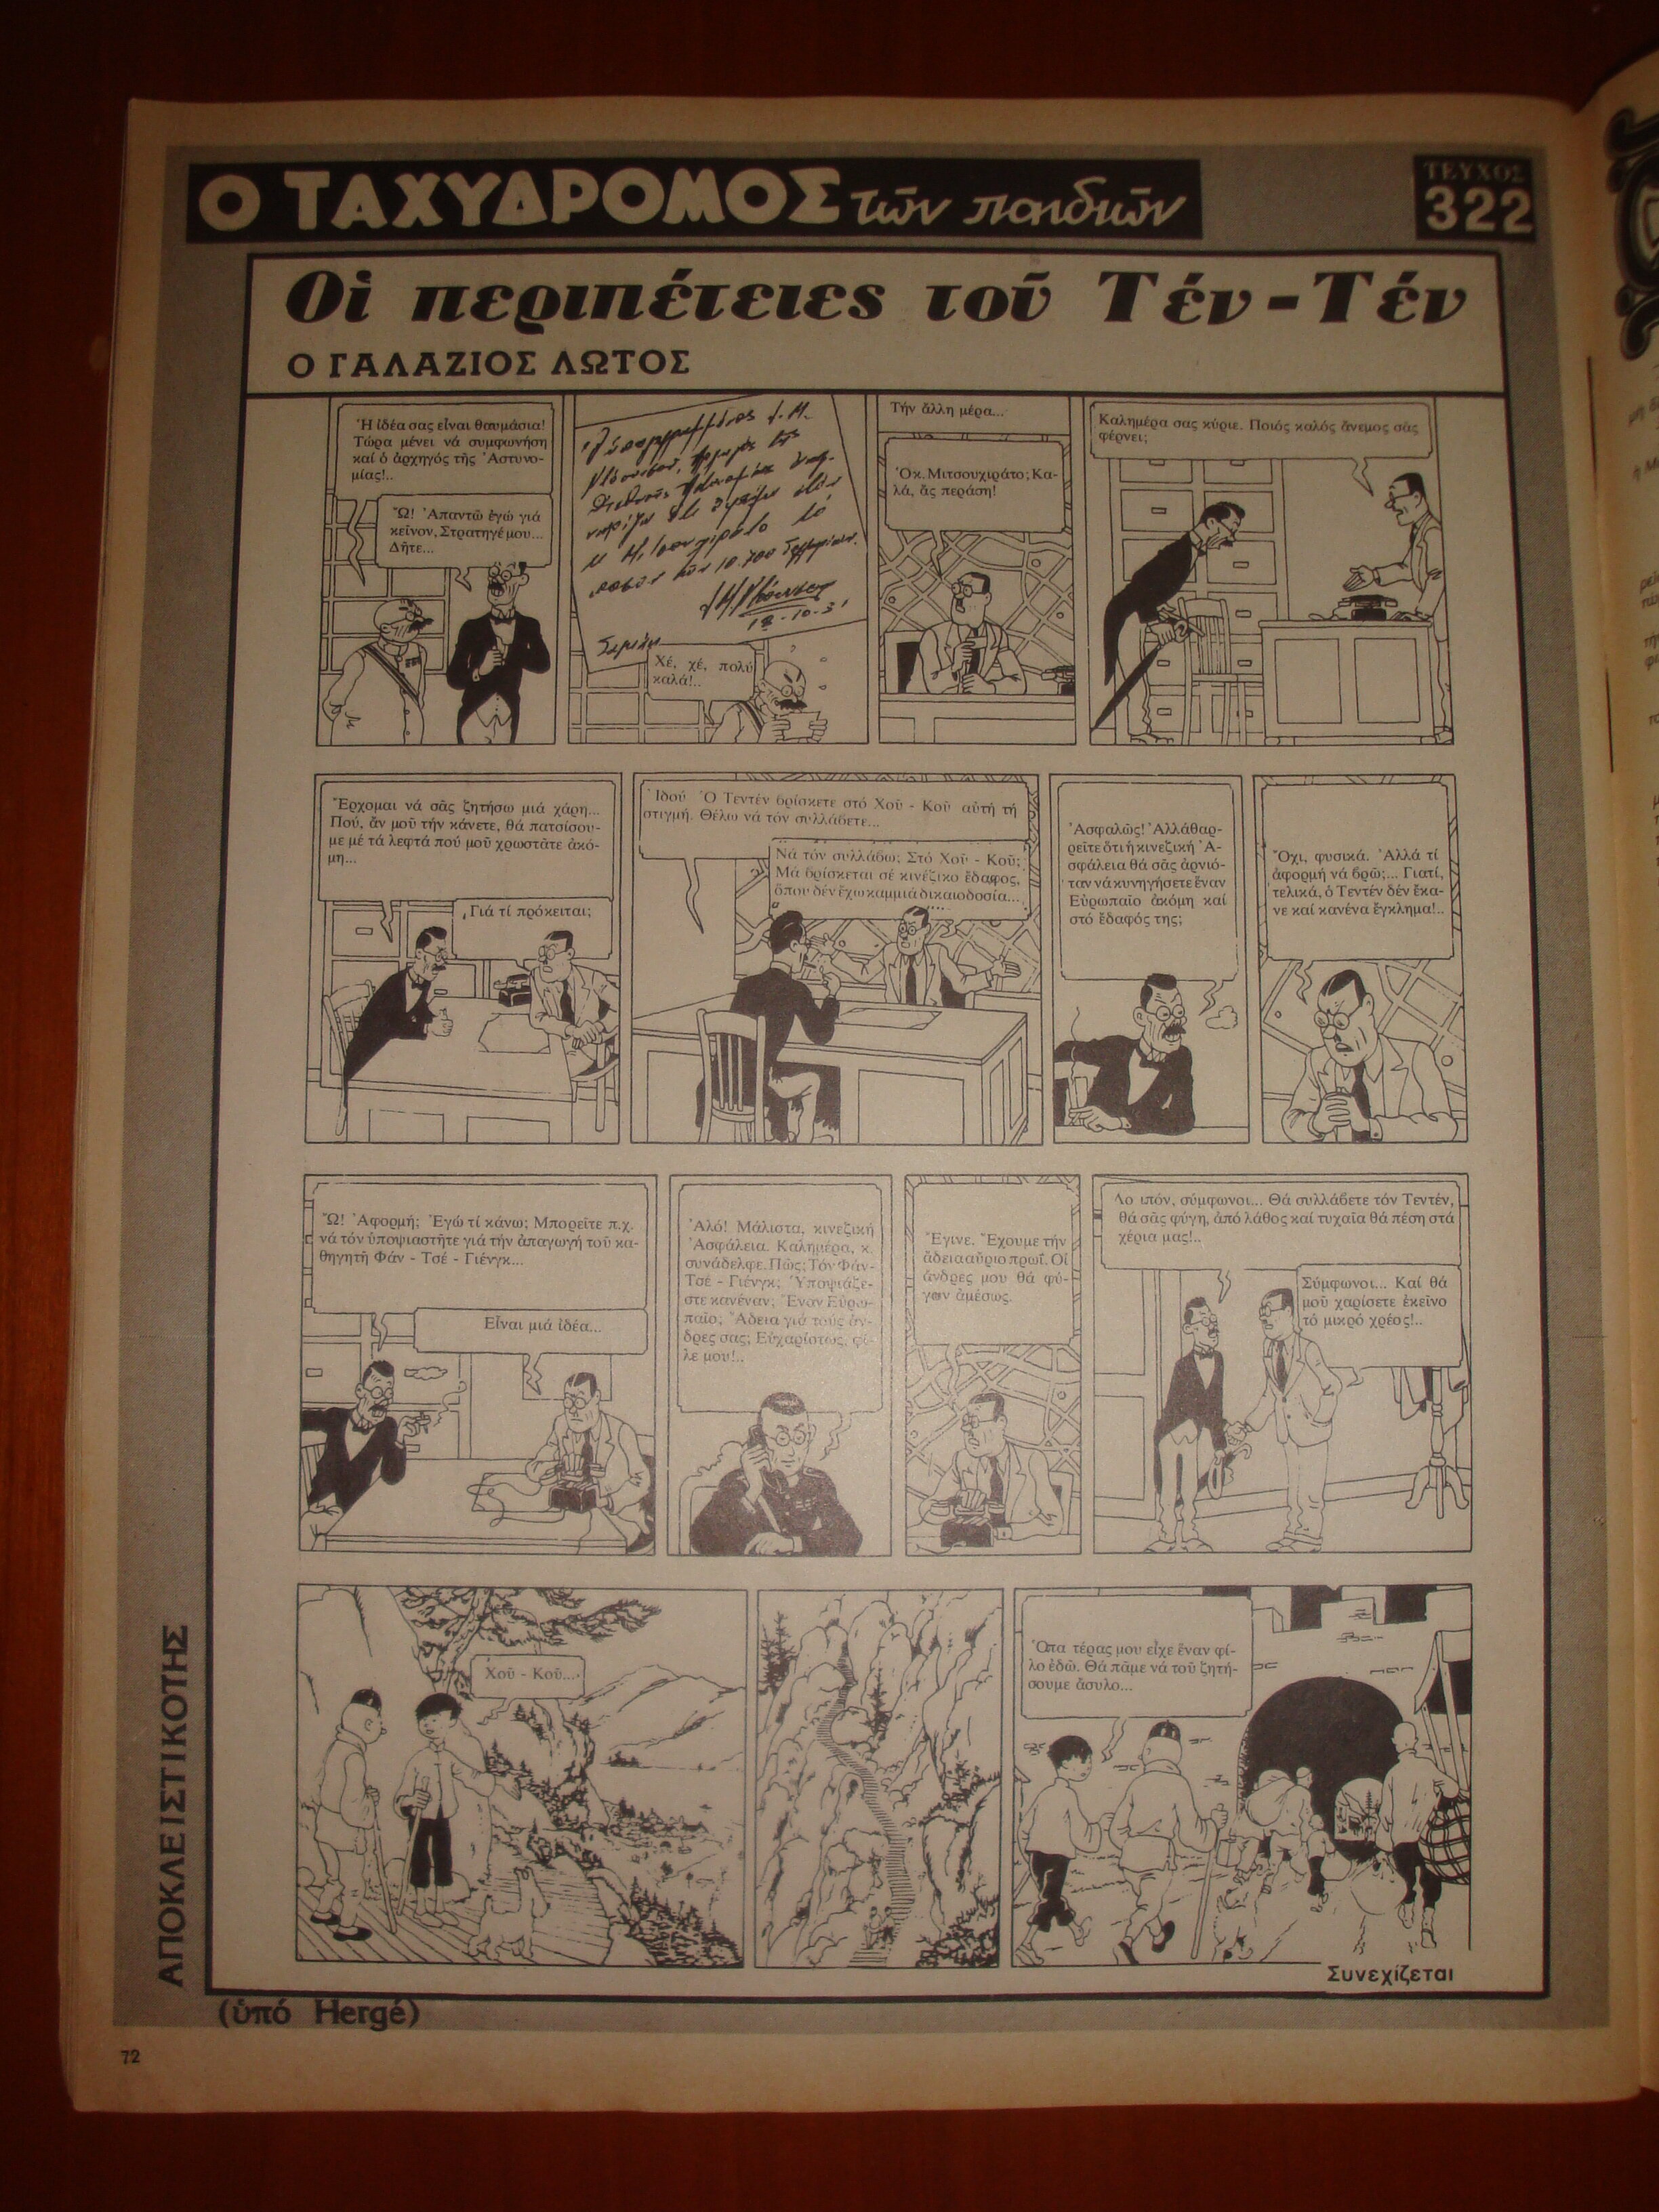 Ο ΤΑΧΥΔΡΟΜΟΣ τῶν παιδιῶν
ΤΕΥΧΟΣ
322
Οἱ περιπέτειες τοῦ Τέν-Τέν
Ο ΓΑΛΑΖΙΟΣ ΛΩΤΟΣ
Ἡ ἰδέα σας εἶναι θαυμάσια!
Τώρα μένει νά συμφωνήση
καί ὁ ἀρχηγός τῆς Ἀστυνο-
μίας!..
Ὤ! Ἀπαντῶ ἐγώ γιά
κεῖνον, Στρατηγέ μου...
Δῆτε...
Χέ, χέ, πολύ
καλά!..
Τήν ἄλλη μέρα...
Ὁ κ. Μιτσουχιράτο; Κα-
λά, ἄς περάση!
Καλημέρα σας κύριε. Ποιός καλός ἄνεμος σᾶς
φέρνει;
Ἔρχομαι νά σᾶς ζητήσω μιά χάρη...
Πού, ἄν μοῦ τήν κάνετε, θά πατσίσου-
με μέ τά λεφτά πού μοῦ χρωστᾶτε ἀκό-
μη...
Γιά τί πρόκειται;
Ἰδού Ὁ Τεντέν βρίσκετε στό Χοῦ - Κοῦ αὐτή τή
στιγμή. Θέλω νά τόν συλλάβετε...
Νά τόν συλλάβω; Στό Χοῦ - Κοῦ;
Μά βρίσκεται σέ κινέζικο ἔδαφος,
ὅπου δέν ἔχω καμμιά δικαιοδοσία...
Ἀσφαλῶς! Ἀλλά θαρ-
ρεῖτε ὅτι ἡ κινεζική Ἀ-
σφάλεια θά σᾶς ἀρνιό-
ταν νά κυνηγήσετε ἕναν
Εὐρωπαῖο ἀκόμη καί
στό ἔδαφός της;
Ὄχι, φυσικά. Ἀλλά τί
ἀφορμή νά βρῶ;... Γιατί,
τελικά, ὁ Τεντέν δέν ἔκα-
νε καί κανένα ἔγκλημα!..
Ὤ! Ἀφορμή; Ἐγώ τί κάνω; Μπορεῖτε π.χ.
νά τόν ὑποψιαστῆτε γιά τήν ἀπαγωγή τοῦ κα-
θηγητῆ Φάν - Τσέ - Γιένγκ...
Εἶναι μιά ἰδέα...
Ἀλό! Μάλιστα, κινεζική
Ἀσφάλεια. Καλημέρα, κ.
συνάδελφε. Πῶς; Τόν Φάν-
Τσέ - Γιένγκ; Ὑποψιάζε-
στε κανέναν; Ἕναν Εὐρω-
παῖο; Ἄδεια γιά τούς ἄν-
δρες σας; Εὐχαρίστως, φί-
λε μου!..
Ἔγινε. Ἔχουμε τήν
ἄδεια αὔριο πρωΐ. Οἱ
ἄνδρες μου θά φύ-
γουν ἀμέσως.
Λο ιπόν, σύμφωνοι... Θά συλλάβετε τόν Τεντέν,
θά σᾶς φύγη, ἀπό λάθος καί τυχαῖα θά πέση στά
χέρια μας!..
Σύμφωνοι... Καί θά
μοῦ χαρίσετε ἐκεῖνο
τό μικρό χρέος!..
Χοῦ - Κοῦ...
Ὁ πα τέρας μου εἶχε ἕναν φί-
λο ἐδῶ. Θά πᾶμε νά τοῦ ζητή-
σουμε ἄσυλο...
Συνεχίζεται
ΑΠΟΚΛΕΙΣΤΙΚΟΤΗΣ
(ὑπό Hergé)
72